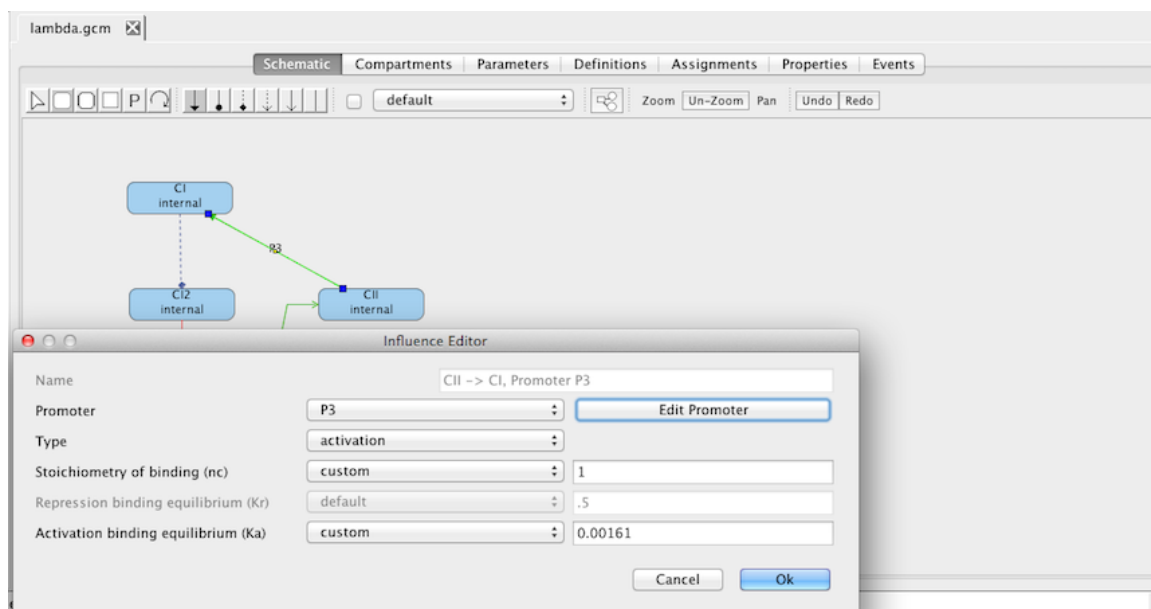 lambda.gcm
Schematic Compartments Parameters Definitions Assignments Properties Events
P default Zoom Un-Zoom Pan Undo Redo
CI
internal
P3
CI2
internal
CII
internal
Influence Editor
Name CII -> CI, Promoter P3
Promoter P3 Edit Promoter
Type activation
Stoichiometry of binding (nc) custom 1
Repression binding equilibrium (Kr) default .5
Activation binding equilibrium (Ka) custom 0.00161
Cancel Ok